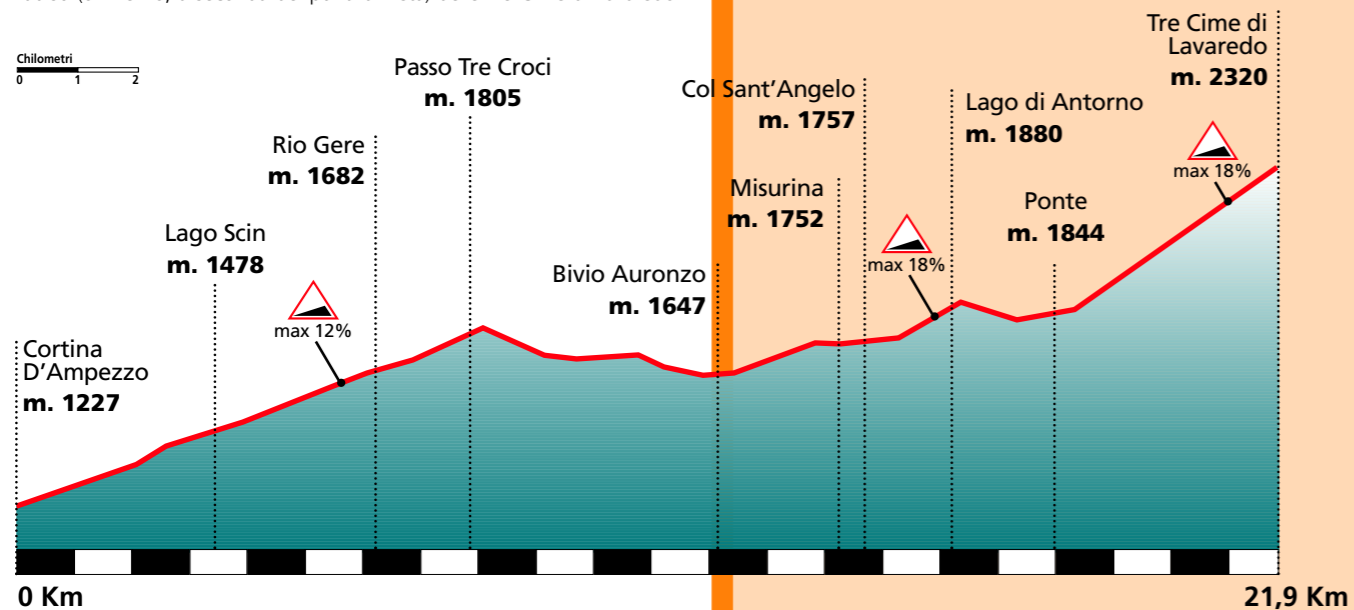 Chilometri
0 1 2
Cortina
D'Ampezzo
m. 1227
Lago Scin
m. 1478
max 12%
Rio Gere
m. 1682
Passo Tre Croci
m. 1805
Bivio Auronzo
m. 1647
Misurina
m. 1752
Col Sant'Angelo
m. 1757
max 18%
Lago di Antorno
m. 1880
Ponte
m. 1844
max 18%
Tre Cime di
Lavaredo
m. 2320
0 Km
21,9 Km